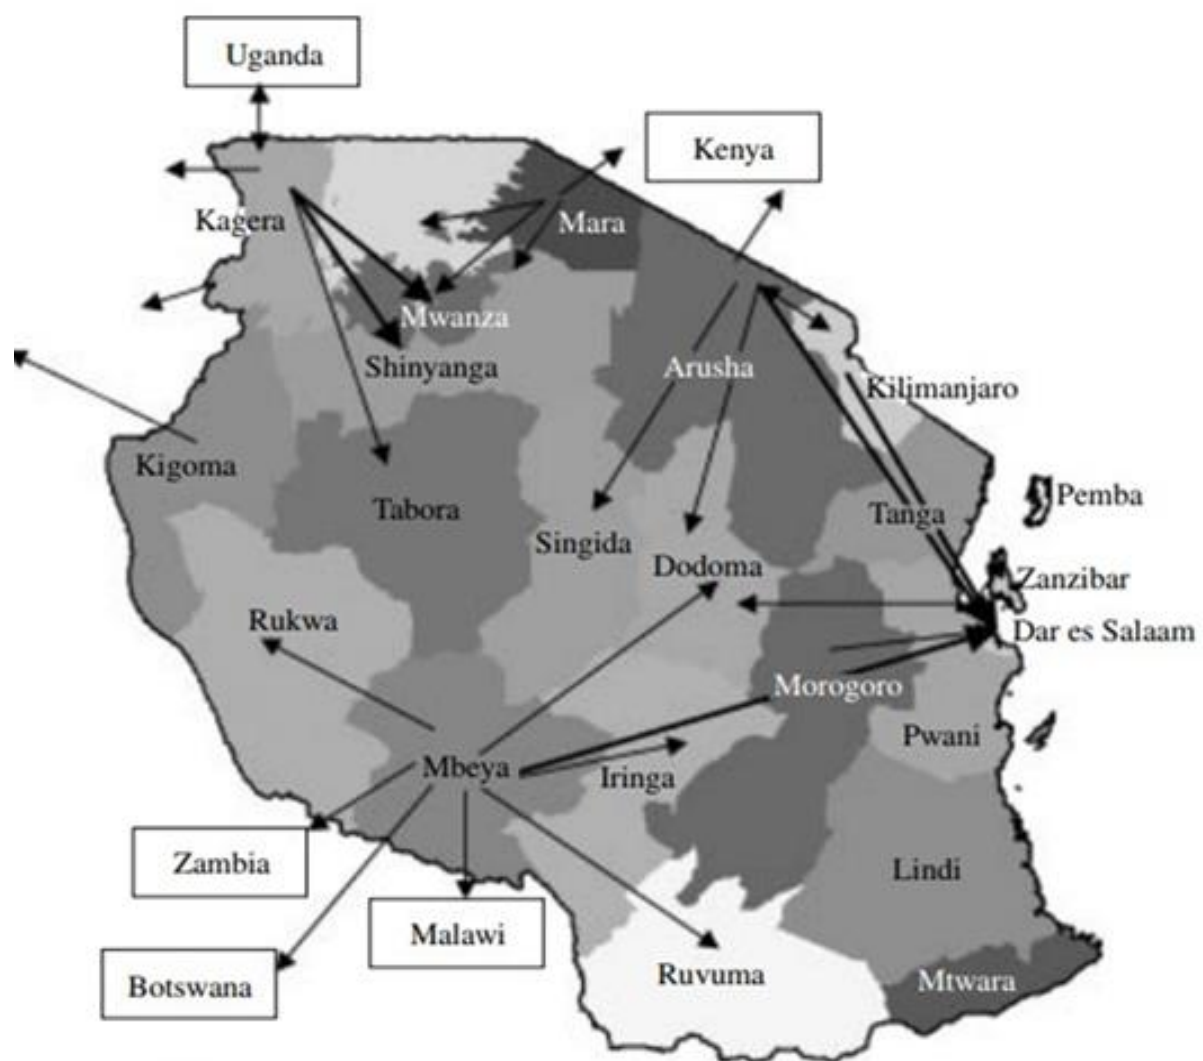 Uganda
Kenya
Kagera
Mara
Mwanza
Shinyanga
Arusha
Kilimanjaro
Kigoma
Tabora
Singida
Dodoma
Tanga
Pemba
Zanzibar
Rukwa
Dar es Salaam
Morogoro
Pwani
Mbeya
Iringa
Zambia
Lindi
Malawi
Botswana
Ruvuma
Mtwara